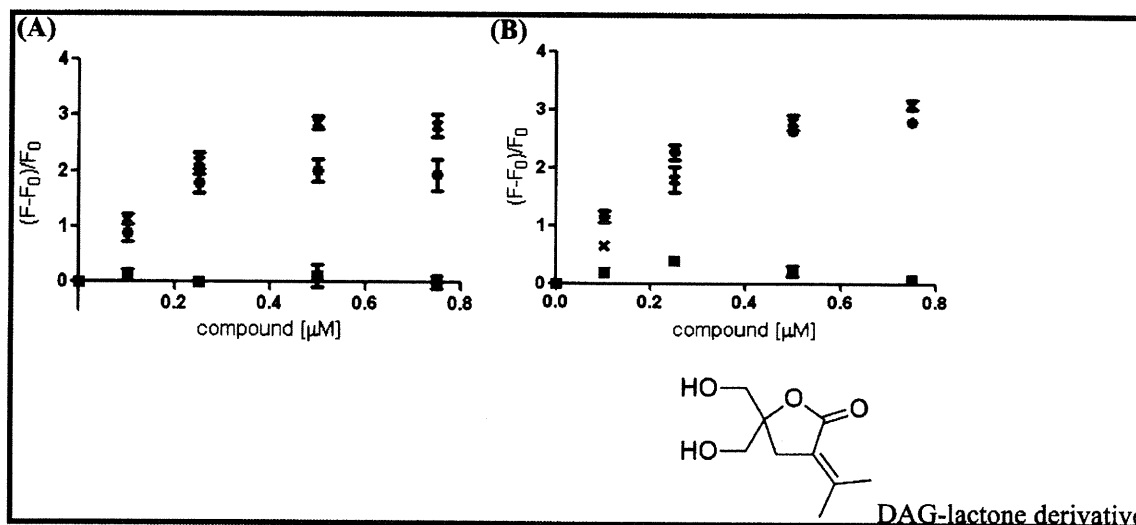 (A)
4
3
2
1
0
(F-F₀)/F₀
0.2 0.4 0.6 0.8
compound [μM]
(B)
4
3
2
1
0
(F-F₀)/F₀
0.0 0.2 0.4 0.6 0.8
compound [μM]
HO
O
O
HO
DAG-lactone derivative